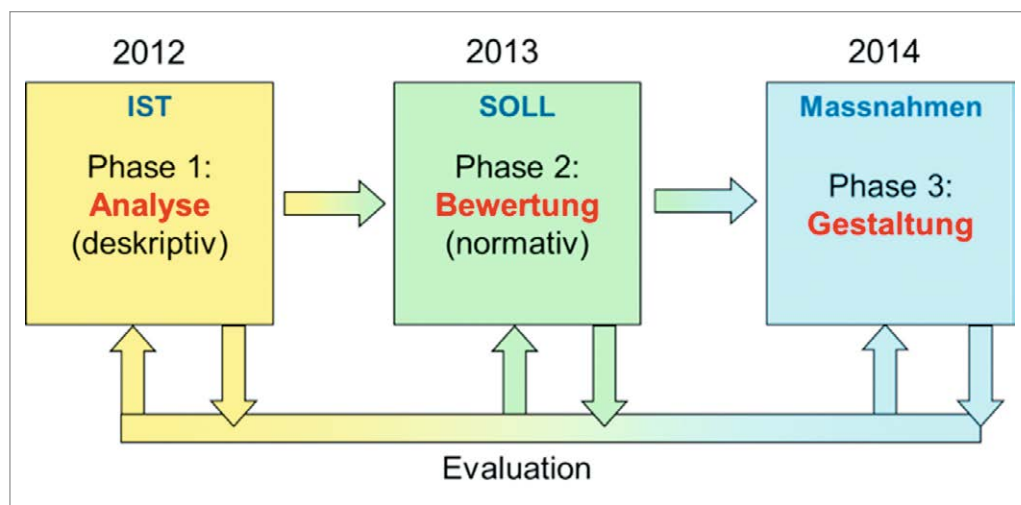 2012
IST
Phase 1:
Analyse
(deskriptiv)
2013
SOLL
Phase 2:
Bewertung
(normativ)
2014
Massnahmen
Phase 3:
Gestaltung
Evaluation